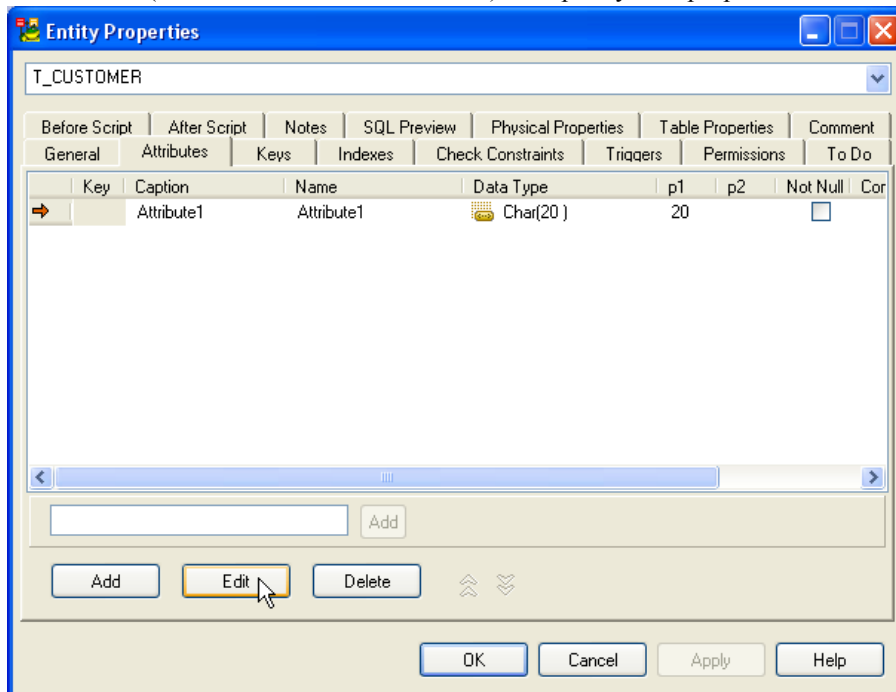 Entity Properties
T_CUSTOMER
Before Script After Script Notes SQL Preview Physical Properties Table Properties Comment
General Attributes Keys Indexes Check Constraints Triggers Permissions To Do
Key Caption Name Data Type p1 p2 Not Null Cor
Attribute1 Attribute1 Char(20 ) 20
Add
Add Edit Delete
OK Cancel Apply Help